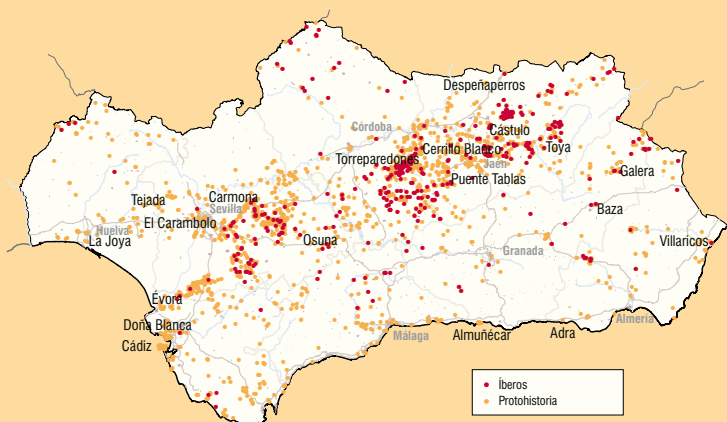 Despeñaperros
Córdoba
Cástulo
Cerrillo Blanco
Torreparedones
Toya
Jaén
Galera
Puente Tablas
Tejada
Carmona
Sevilla
Baza
El Carambolo
Huelva
La Joya
Osuna
Villaricos
Granada
Évora
Doña Blanca
Almería
Cádiz
Málaga
Almuñécar
Adra
Íberos
Protohistoria